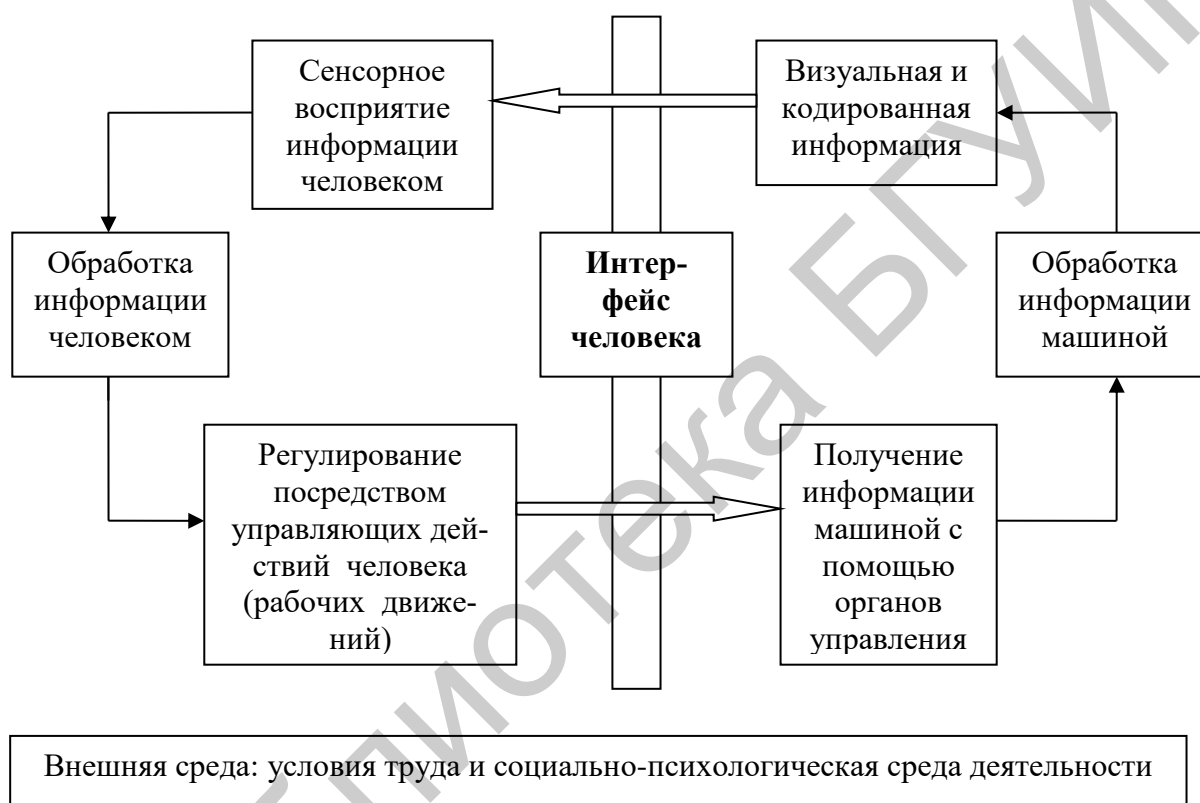 Сенсорное
восприятие
информации
человеком
Визуальная и
кодированная
информация
Обработка
информации
человеком
Интер-
фейс
человека
Обработка
информации
машиной
Регулирование
посредством
управляющих дей-
ствий человека
(рабочих движе-
ний)
Получение
информации
машиной с
помощью
органов
управления
Внешняя среда: условия труда и социально-психологическая среда деятельности